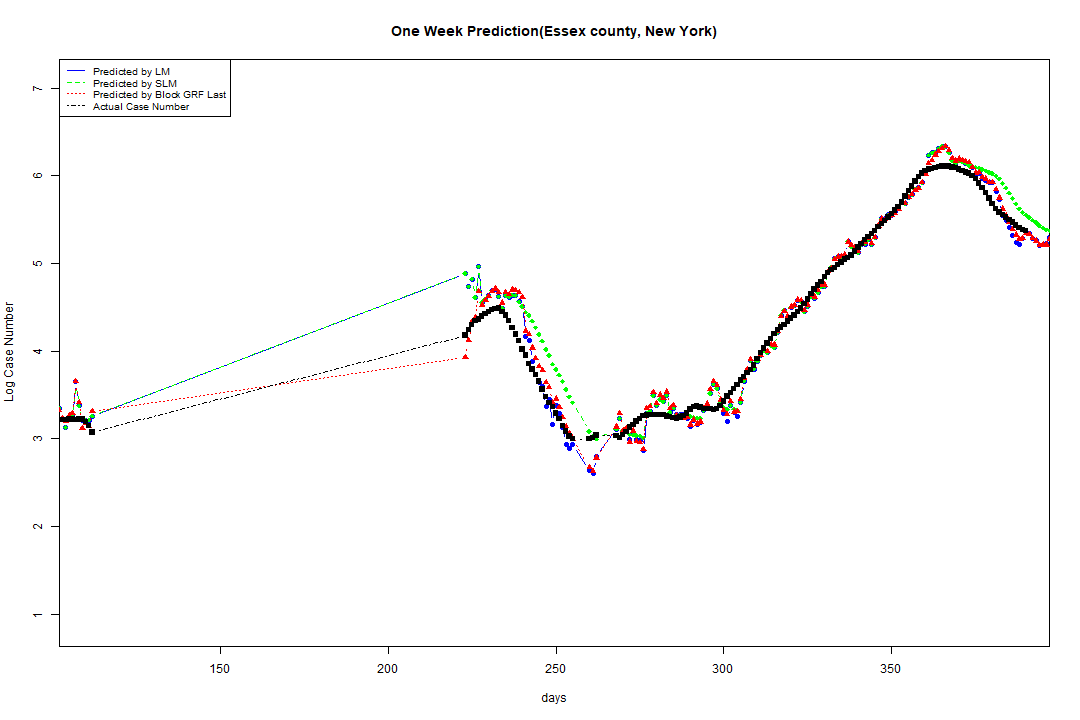 One Week Prediction(Essex county, New York)
Predicted by LM
Predicted by SLM
Predicted by Block GRF Last
Actual Case Number
Log Case Number
7
6
5
4
3
2
1
150 200 250 300 350
days